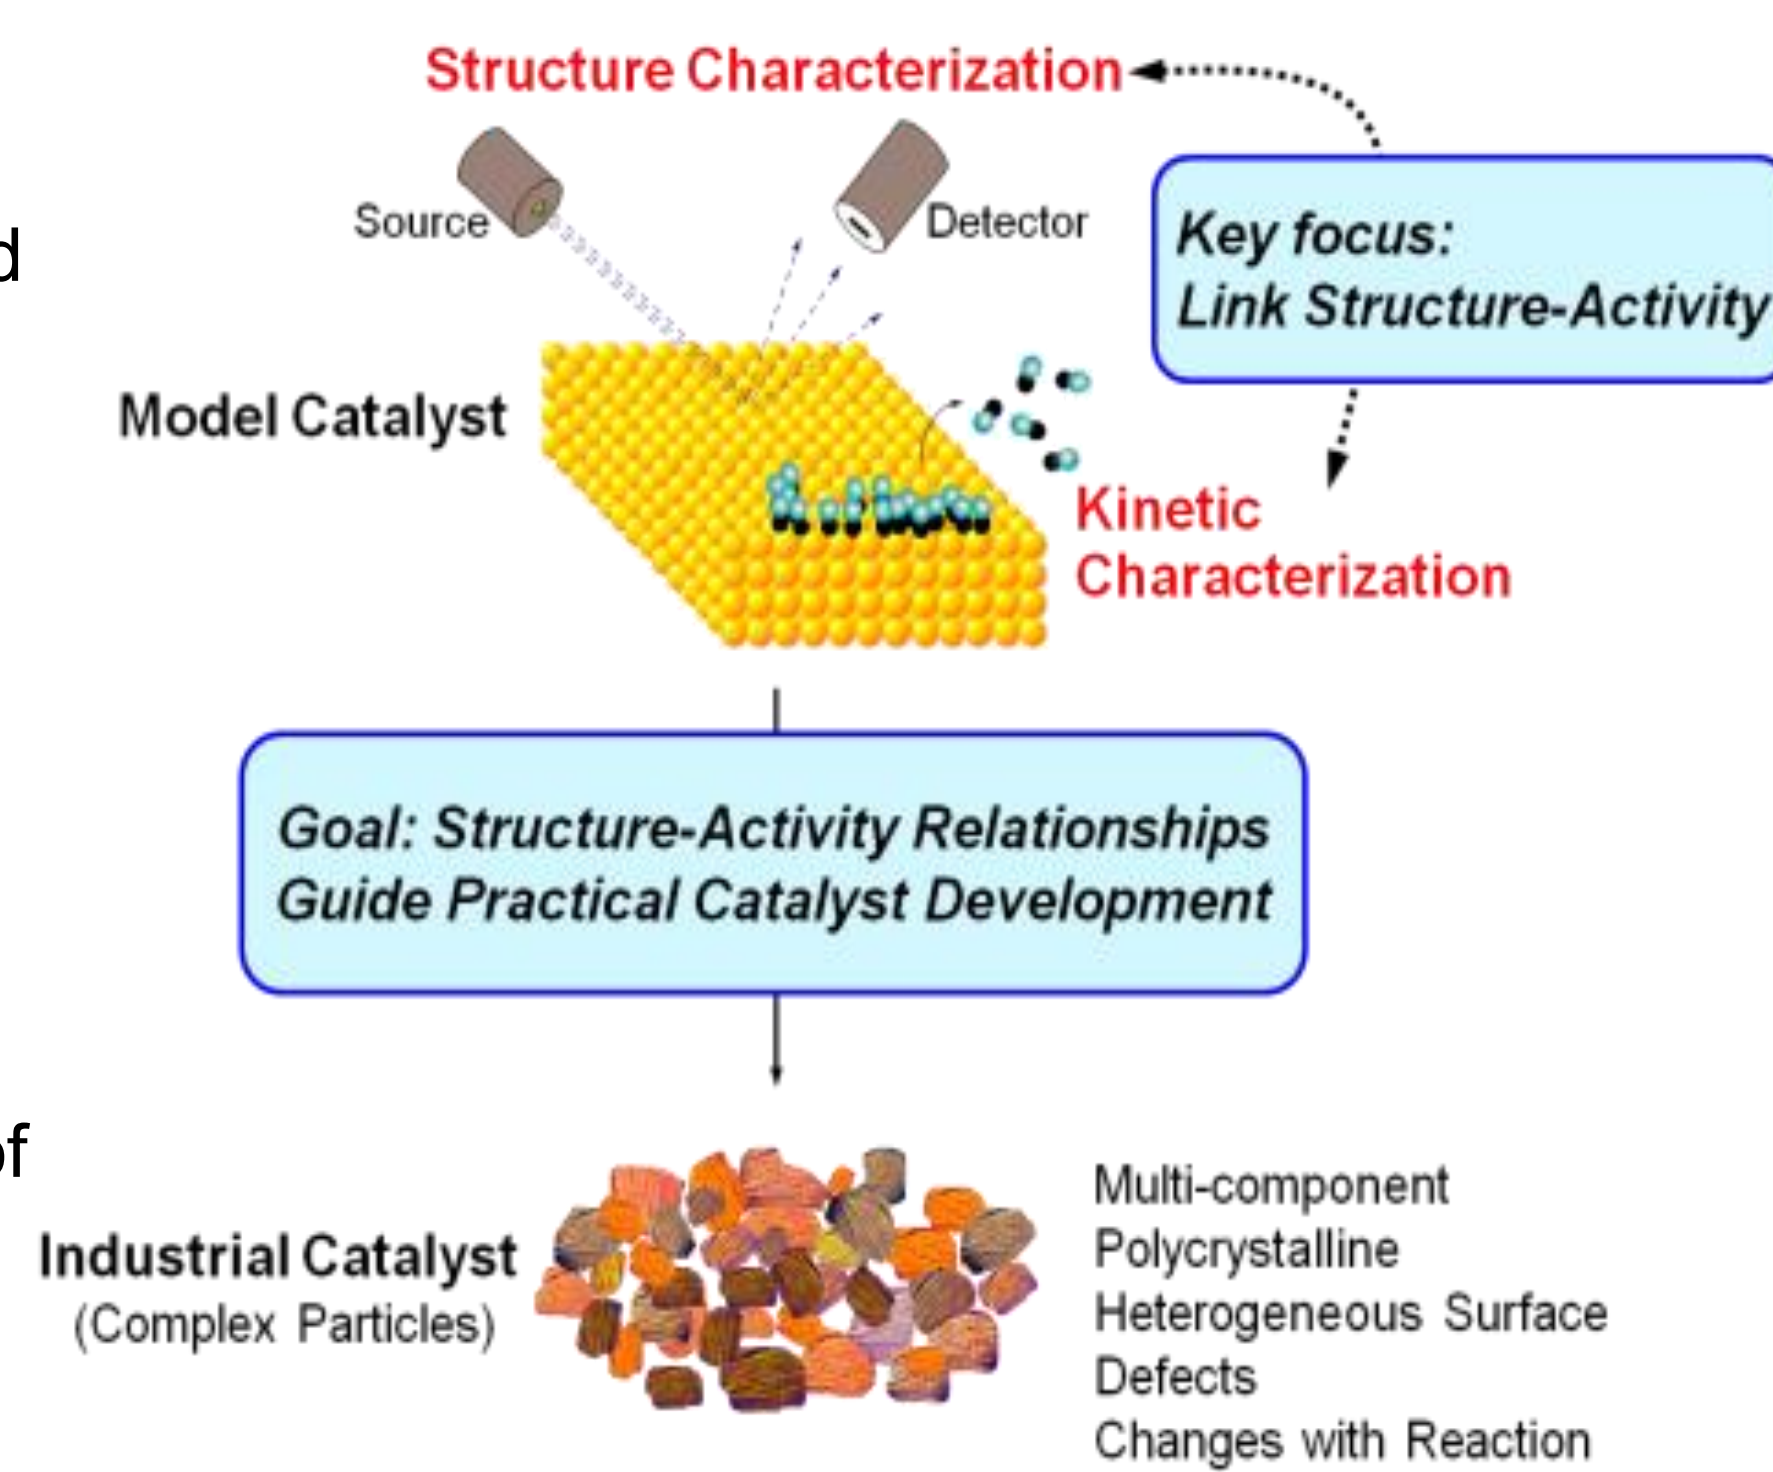 Structure Characterization
Source
Detector
d
Key focus:
Link Structure-Activity
Model Catalyst
Kinetic
Characterization
Goal: Structure-Activity Relationships
Guide Practical Catalyst Development
of
Industrial Catalyst
(Complex Particles)
Multi-component
Polycrystalline
Heterogeneous Surface
Defects
Changes with Reaction